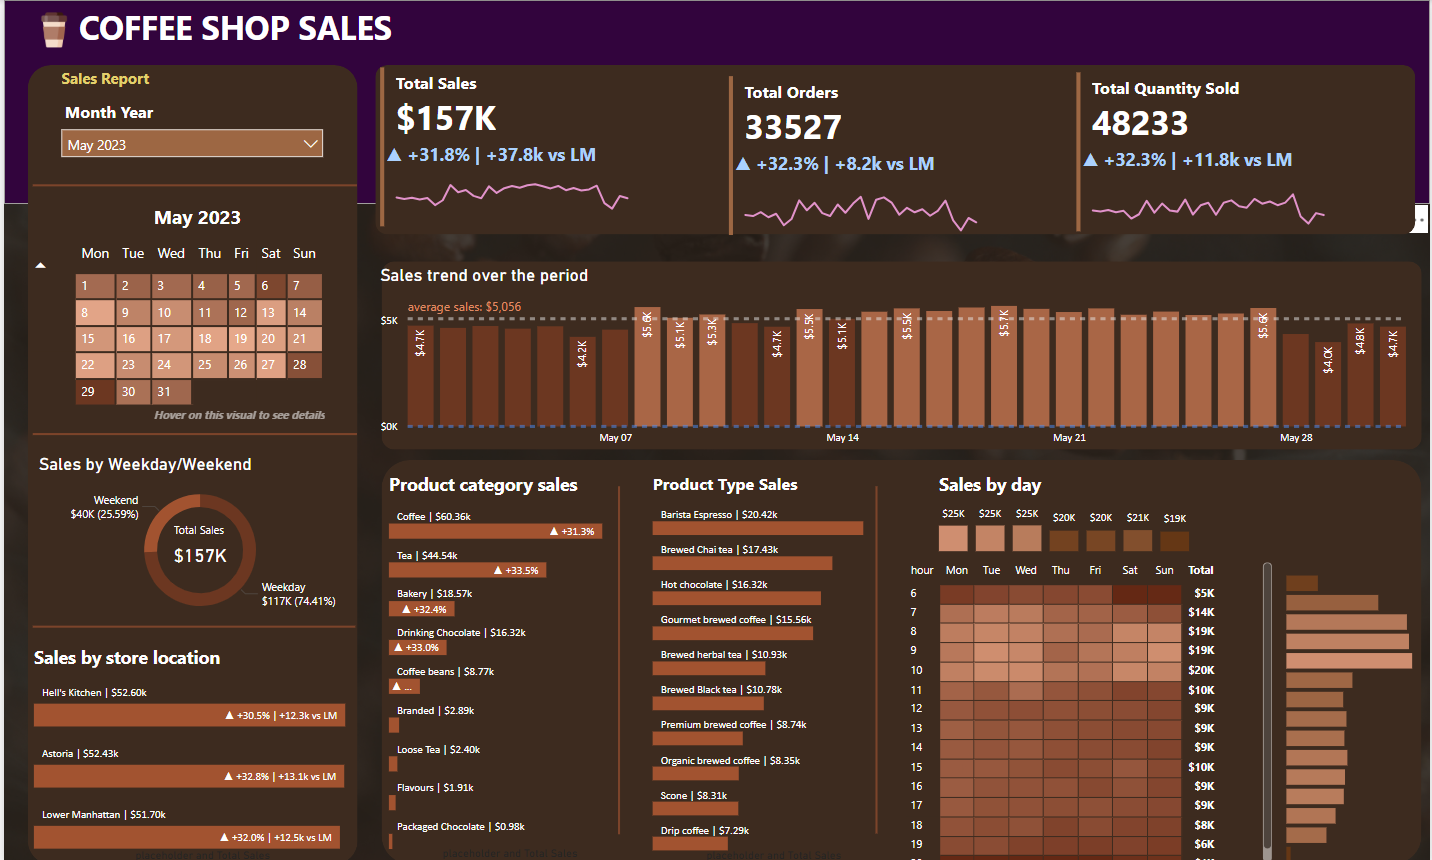 COFFEE SHOP SALES
Sales Report
Month Year
May 2023
Total Sales
$157K
▲ +31.8% | +37.8k vs LM
Total Orders
33527
▲ +32.3% | +8.2k vs LM
Total Quantity Sold
48233
▲ +32.3% | +11.8k vs LM
May 2023
Mon Tue Wed Thu Fri Sat Sun
1 2 3 4 5 6 7
8 9 10 11 12 13 14
15 16 17 18 19 20 21
22 23 24 25 26 27 28
29 30 31
Hover on this visual to see details
Sales trend over the period
average sales: $5,056
$5K
$4.7K $4.2K $5.6K $5.1K $5.3K $4.7K $5.5K $5.1K $5.5K $5.7K $5.6K $4.0K $4.8K $4.7K
$0K
May 07 May 14 May 21 May 28
Sales by Weekday/Weekend
Weekend
$40K (25.59%)
Total Sales
$157K
Weekday
$117K (74.41%)
Sales by store location
Hell's Kitchen | $52.60k
▲ +30.5% | +12.3k vs LM
Astoria | $52.43k
▲ +32.8% | +13.1k vs LM
Lower Manhattan | $51.70k
▲ +32.0% | +12.5k vs LM
Product category sales
Coffee | $60.36k
▲ +31.3%
Tea | $44.54k
▲ +33.5%
Bakery | $18.57k
▲ +32.4%
Drinking Chocolate | $16.32k
▲ +33.0%
Coffee beans | $8.77k
▲ ...
Branded | $2.89k
Loose Tea | $2.40k
Flavours | $1.91k
Packaged Chocolate | $0.98k
Product Type Sales
Barista Espresso | $20.42k
Brewed Chai tea | $17.43k
Hot chocolate | $16.32k
Gourmet brewed coffee | $15.56k
Brewed herbal tea | $10.93k
Brewed Black tea | $10.78k
Premium brewed coffee | $8.74k
Organic brewed coffee | $8.35k
Scone | $8.31k
Drip coffee | $7.29k
Sales by day
$25K $25K $25K $20K $20K $21K $19K
hour Mon Tue Wed Thu Fri Sat Sun Total
6 $5K
7 $14K
8 $19K
9 $19K
10 $20K
11 $10K
12 $9K
13 $9K
14 $9K
15 $10K
16 $9K
17 $9K
18 $8K
19 $6K